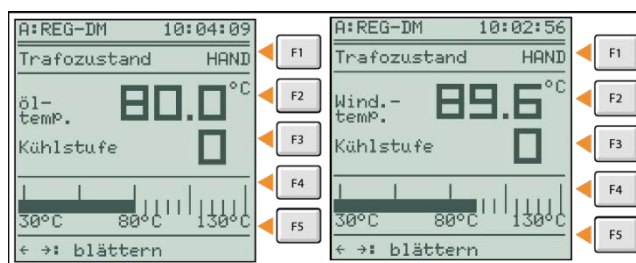 A:REG-DM 10:04:09
Trafozustand HAND
öl-
temp. 80.0 °C
Kühlstufe 0
30°C 80°C 130°C
← →: blättern
F1
F2
F3
F4
F5
A:REG-DM 10:02:56
Trafozustand HAND
Wind.-
temp. 89.6 °C
Kühlstufe 0
30°C 80°C 130°C
← →: blättern
F1
F2
F3
F4
F5